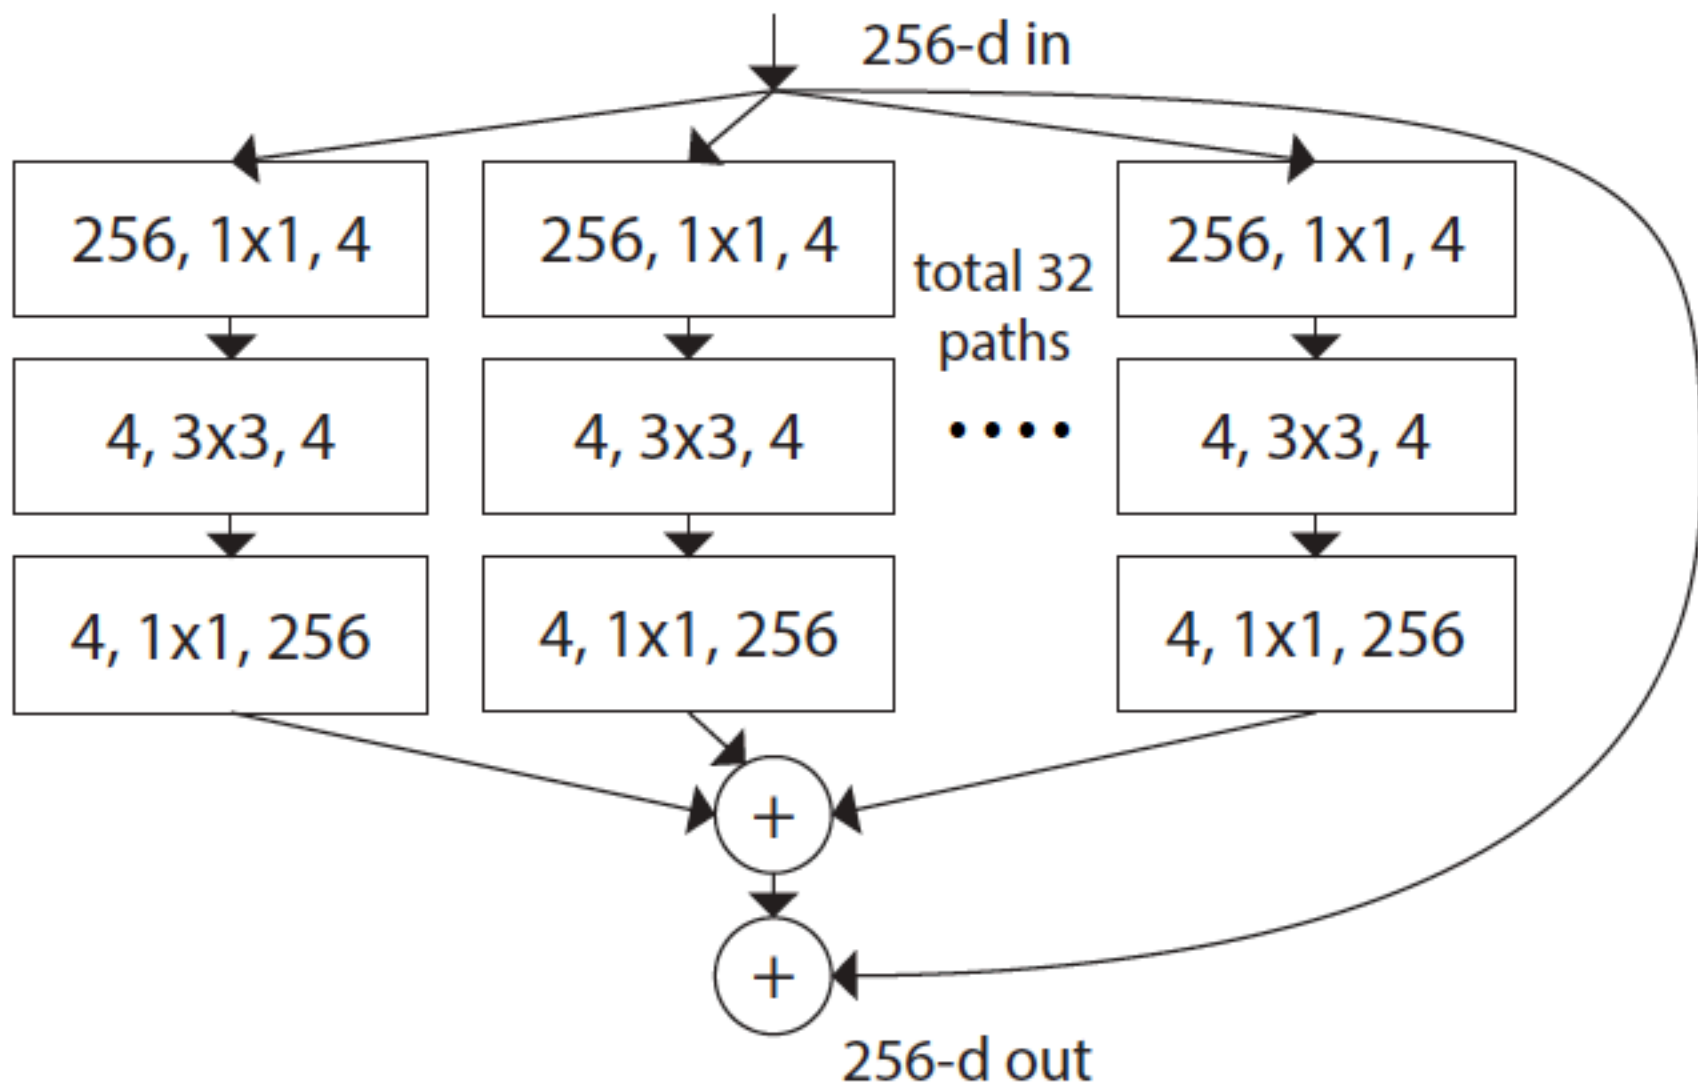 256-d in
256, 1x1, 4
256, 1x1, 4
total 32
paths
256, 1x1, 4
4, 3x3, 4
4, 3x3, 4
4, 3x3, 4
4, 1x1, 256
4, 1x1, 256
4, 1x1, 256
+
+
256-d out